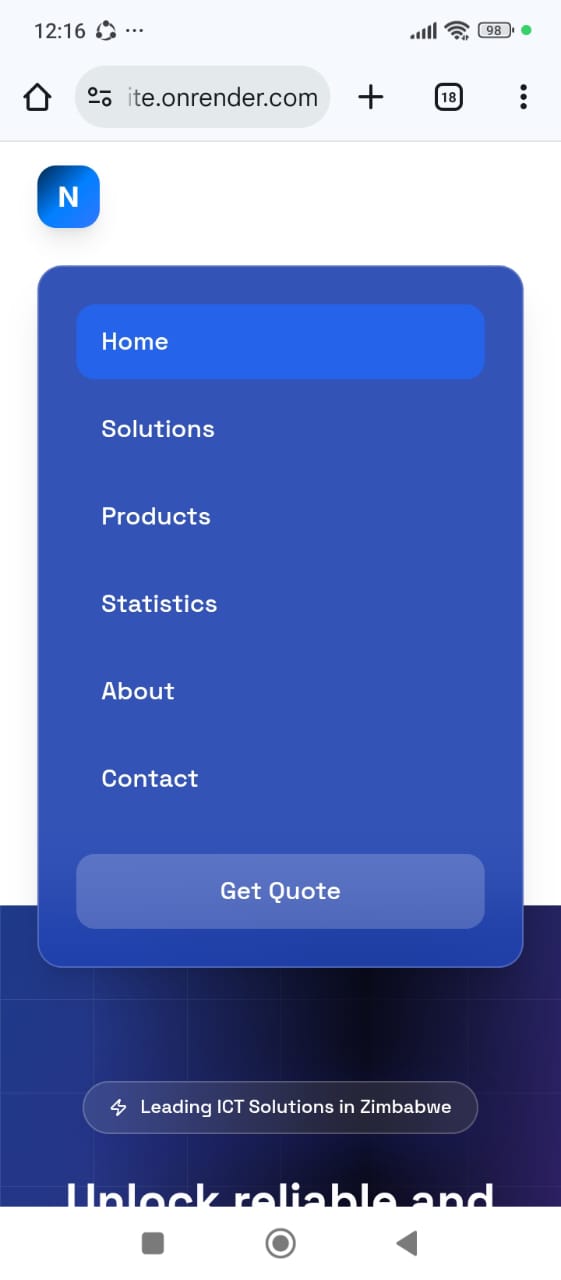 12:16
98
ite.onrender.com
18
N
Home
Solutions
Products
Statistics
About
Contact
Get Quote
Leading ICT Solutions in Zimbabwe
Unlock reliable and